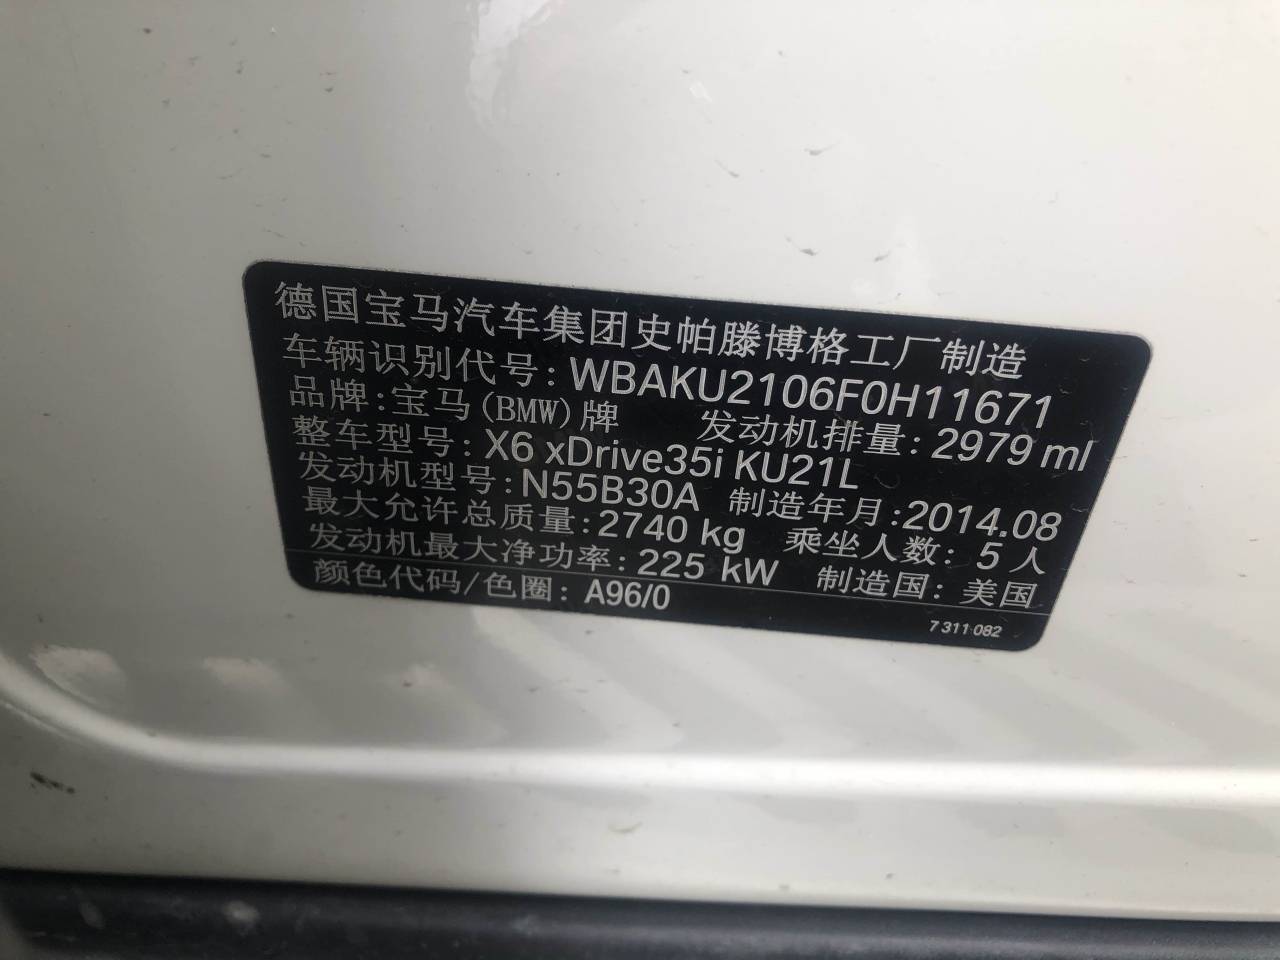 德国宝马汽车集团史帕滕博格工厂制造
车辆识别代号: WBAKU2106F0H11671
品牌:宝马(BMW)牌 发动机排量: 2979 ml
整车型号: X6 xDrive35i KU21L
发动机型号: N55B30A 制造年月:2014.08
最大允许总质量:2740 kg 乘坐人数: 5人
发动机最大净功率: 225 kW 制造国: 美国
颜色代码/色圈: A96/0
7 311 082